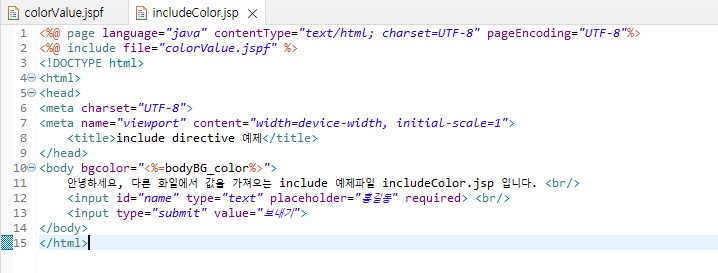 colorValue.jspf includeColor.jsp
1 <%@ page language="java" contentType="text/html; charset=UTF-8" pageEncoding="UTF-8"%>
2 <%@ include file="colorValue.jspf" %>
3 <!DOCTYPE html>
4 <html>
5 <head>
6 <meta charset="UTF-8">
7 <meta name="viewport" content="width=device-width, initial-scale=1">
8 <title>include directive 예제</title>
9 </head>
10 <body bgcolor="<%=bodyBG_color%>">
11 안녕하세요, 다른 화일에서 값을 가져오는 include 예제파일 includeColor.jsp 입니다. <br/>
12 <input id="name" type="text" placeholder="홍길동" required> <br/>
13 <input type="submit" value="보내기">
14 </body>
15 </html>